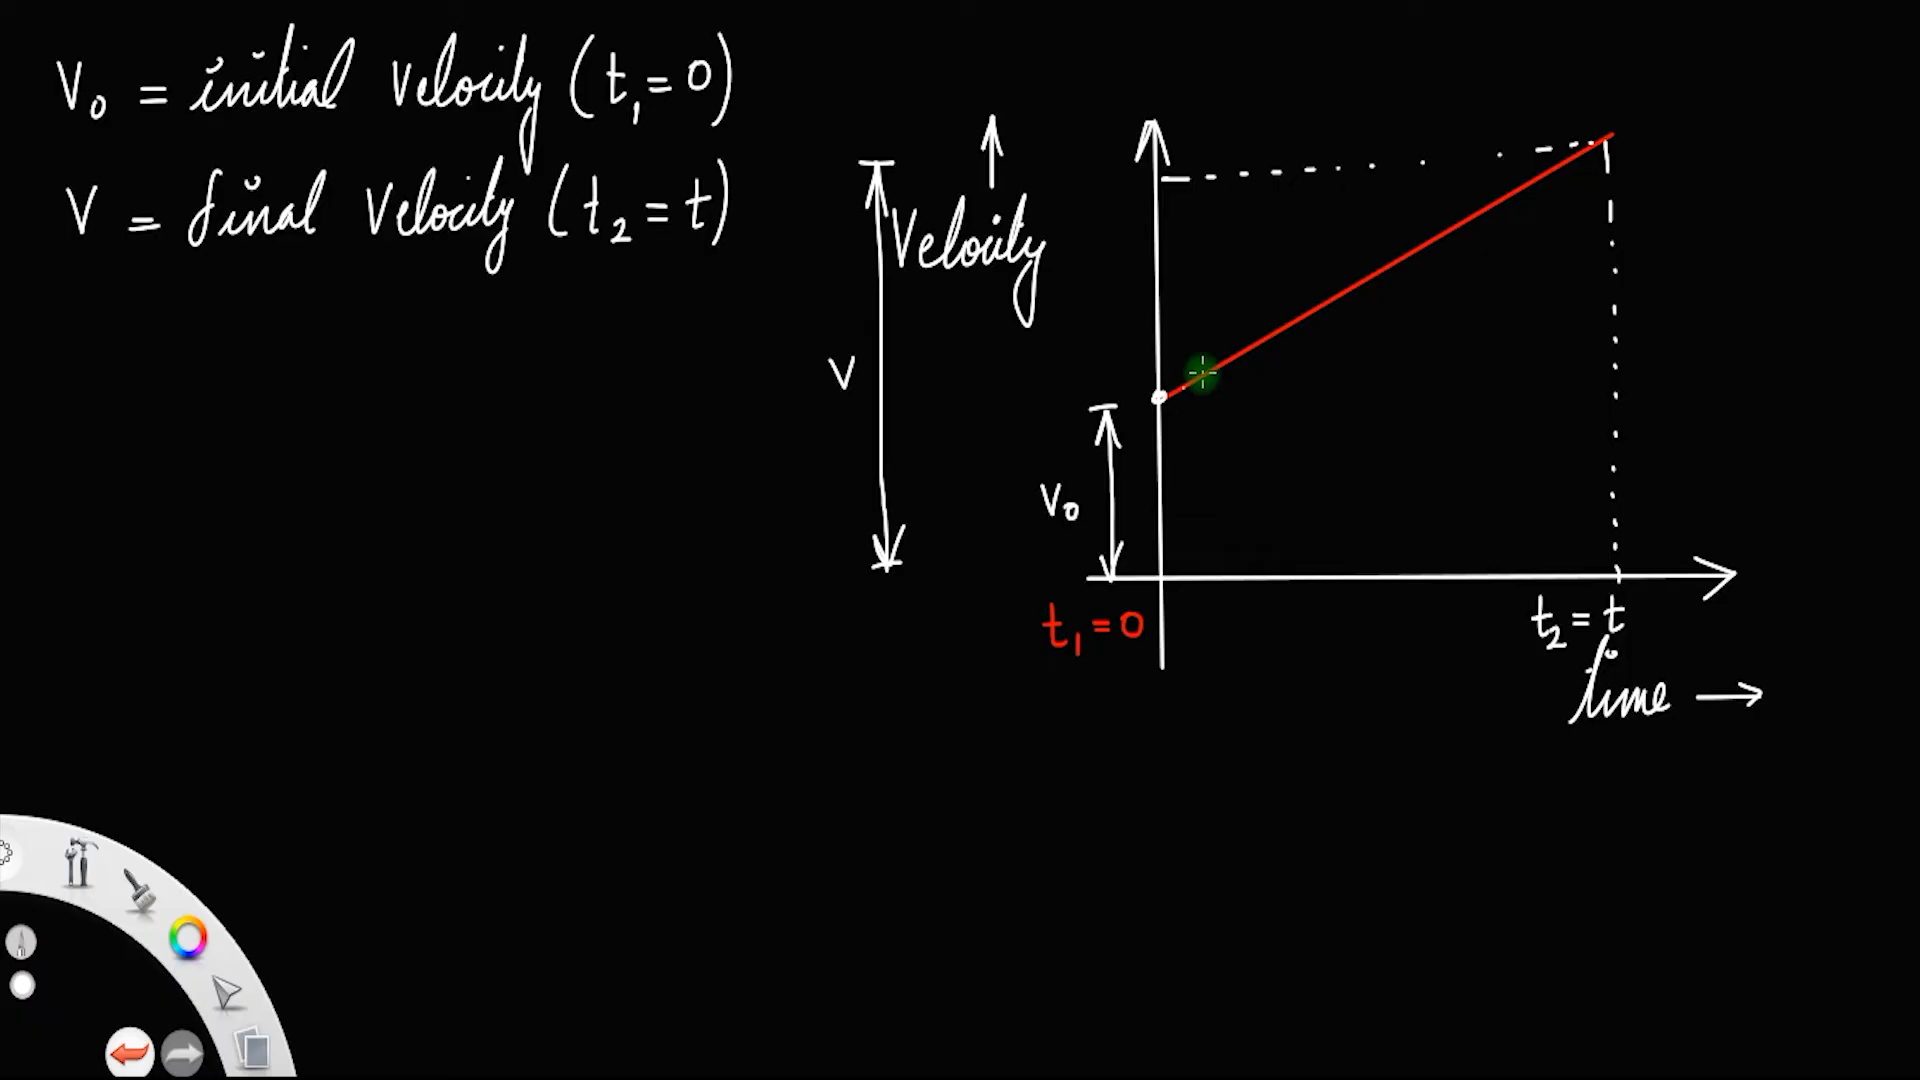 V₀ = initial velocity (t₁ = 0)
V = final velocity (t₂ = t)
Velocity
V
V₀
t₁ = 0
t₂ = t
time →